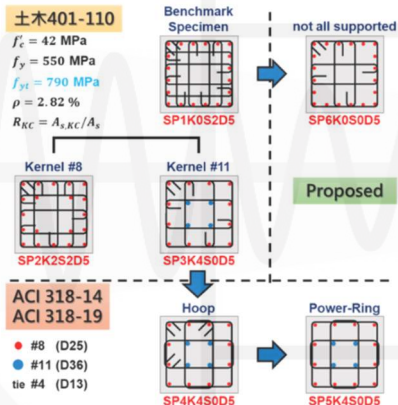 土木401-110
f'c = 42 MPa
fy = 550 MPa
fyt = 790 MPa
ρ = 2.82 %
RKC = As,KC/As
Benchmark
Specimen
SP1K0S2D5
not all supported
SP6K0S0D5
Kernel #8
SP2K2S2D5
Kernel #11
SP3K4S0D5
Proposed
ACI 318-14
ACI 318-19
#8 (D25)
#11 (D36)
tie #4 (D13)
Hoop
SP4K4S0D5
Power-Ring
SP5K4S0D5